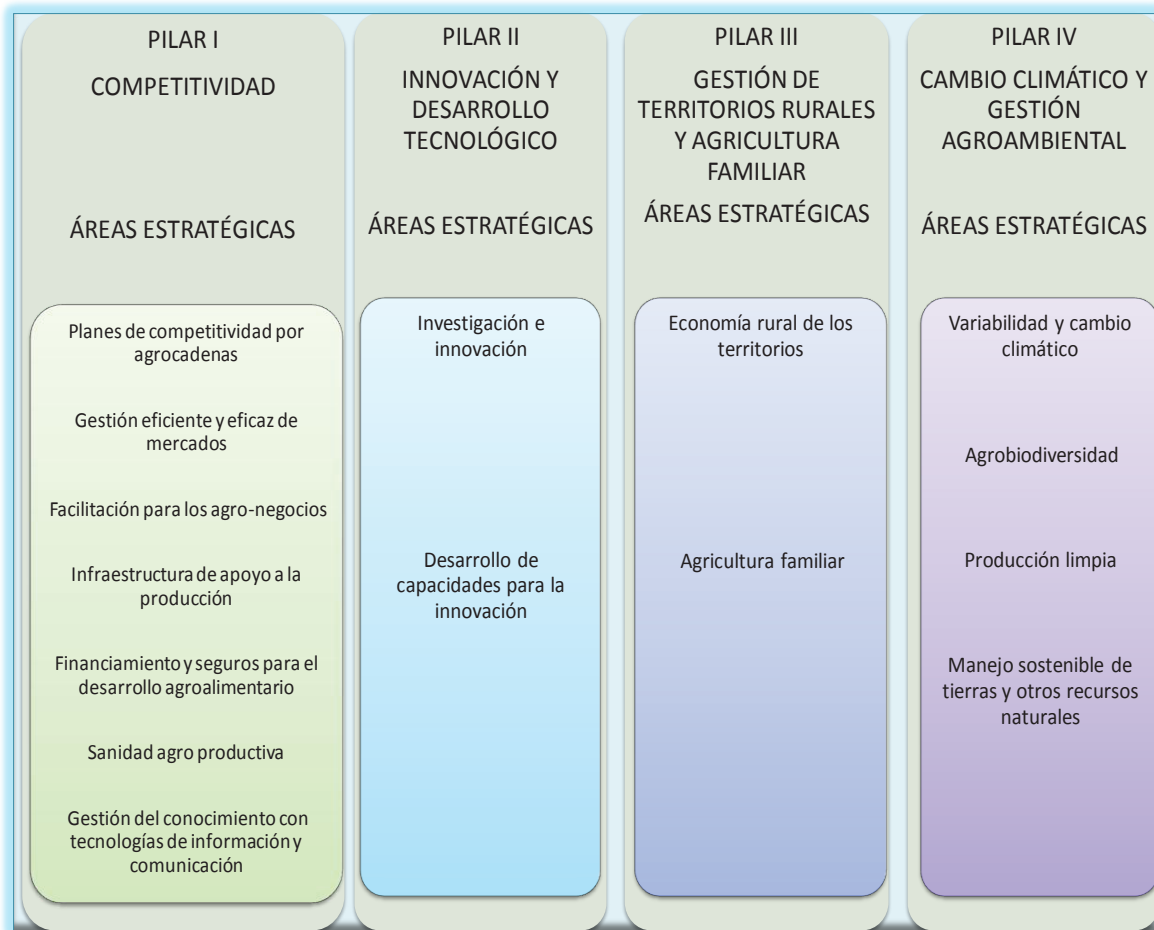 PILAR I
COMPETITIVIDAD
ÁREAS ESTRATÉGICAS
Planes de competitividad por
agrocadenas
Gestión eficiente y eficaz de
mercados
Facilitación para los agro-negocios
Infraestructura de apoyo a la
producción
Financiamiento y seguros para el
desarrollo agroalimentario
Sanidad agro productiva
Gestión del conocimiento con
tecnologías de información y
comunicación
PILAR II
INNOVACIÓN Y
DESARROLLO
TECNOLÓGICO
ÁREAS ESTRATÉGICAS
Investigación e
innovación
Desarrollo de
capacidades para la
innovación
PILAR III
GESTIÓN DE
TERRITORIOS RURALES
Y AGRICULTURA
FAMILIAR
ÁREAS ESTRATÉGICAS
Economía rural de los
territorios
Agricultura familiar
PILAR IV
CAMBIO CLIMÁTICO Y
GESTIÓN
AGROAMBIENTAL
ÁREAS ESTRATÉGICAS
Variabilidad y cambio
climático
Agrobiodiversidad
Producción limpia
Manejo sostenible de
tierras y otros recursos
naturales